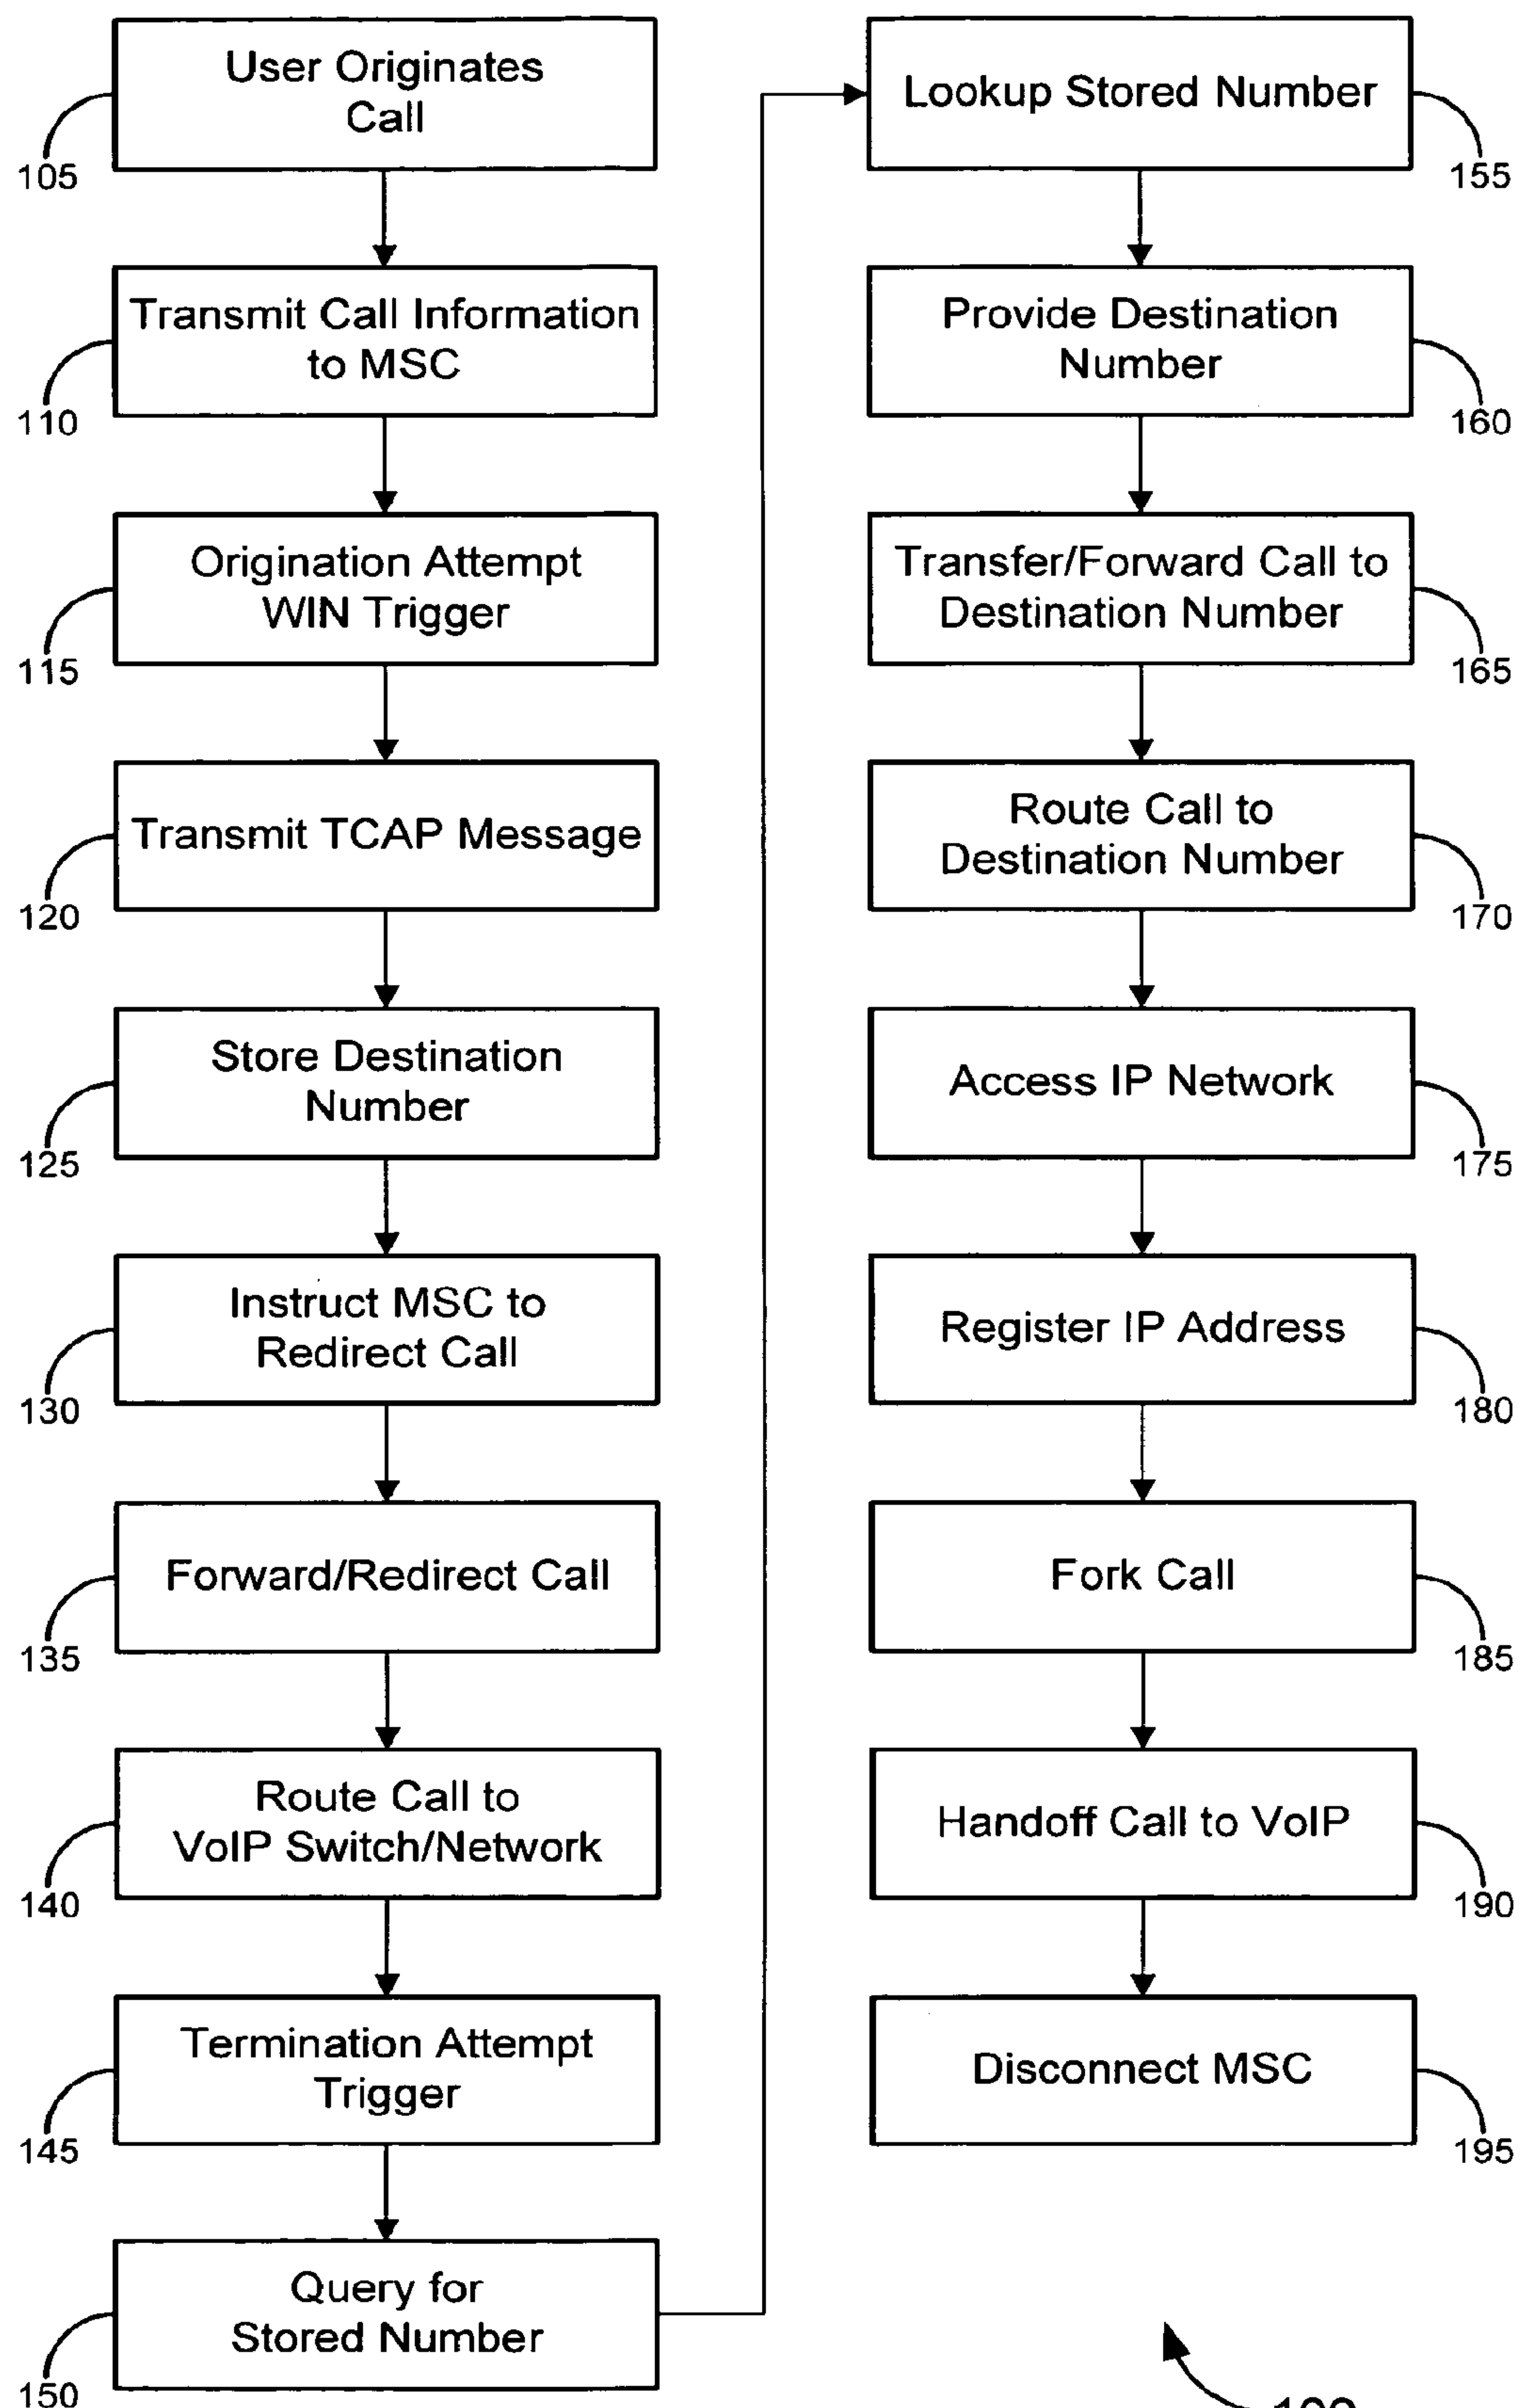 User Originates
Call
105
Transmit Call Information
to MSC
110
Origination Attempt
WIN Trigger
115
Transmit TCAP Message
120
Store Destination
Number
125
Instruct MSC to
Redirect Call
130
Forward/Redirect Call
135
Route Call to
VoIP Switch/Network
140
Termination Attempt
Trigger
145
Query for
Stored Number
150
Lookup Stored Number
155
Provide Destination
Number
160
Transfer/Forward Call to
Destination Number
165
Route Call to
Destination Number
170
Access IP Network
175
Register IP Address
180
Fork Call
185
Handoff Call to VoIP
190
Disconnect MSC
195